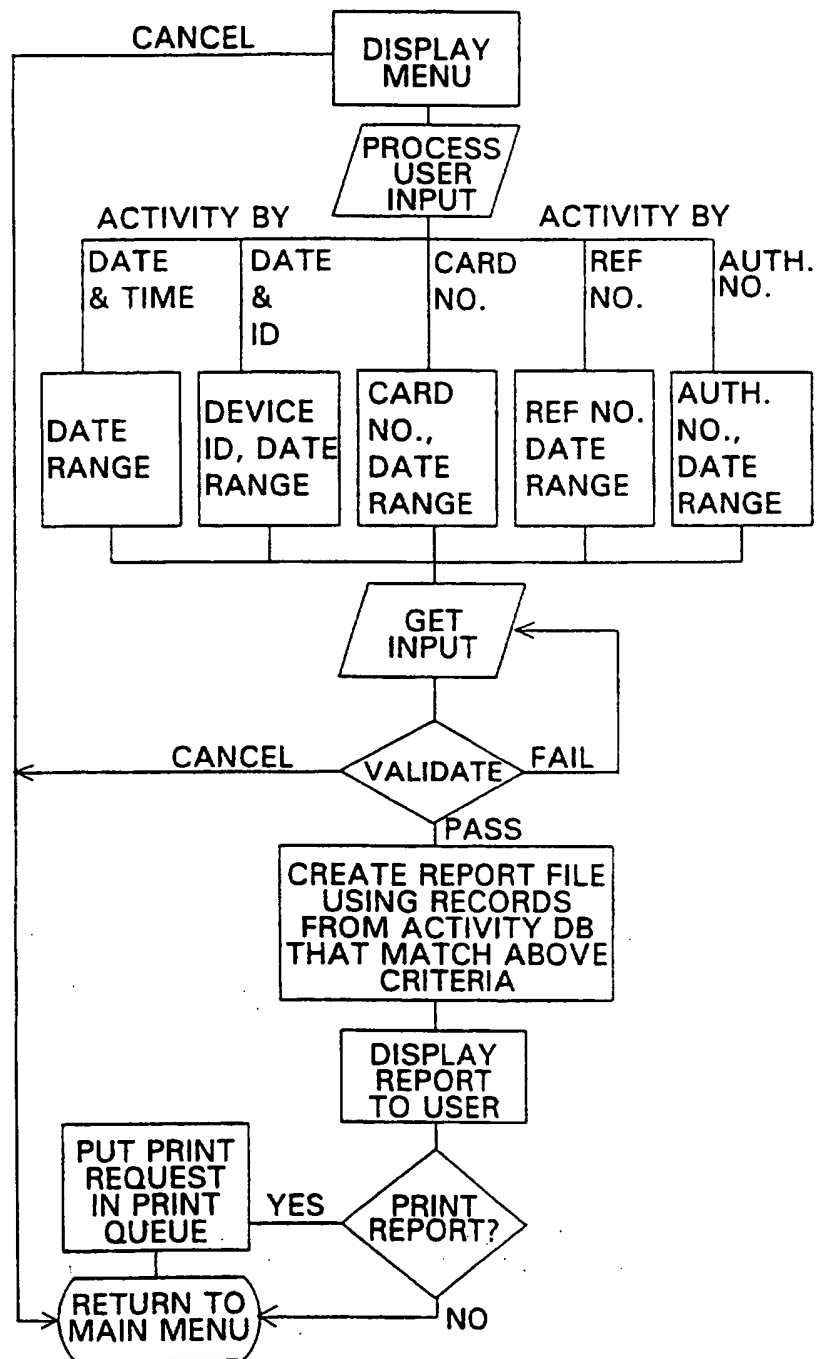 CANCEL
DISPLAY
MENU
PROCESS
USER
INPUT
ACTIVITY BY
ACTIVITY BY
DATE
& TIME
DATE
&
ID
CARD
NO.
REF
NO.
AUTH.
NO.
DATE
RANGE
DEVICE
ID, DATE
RANGE
CARD
NO.,
DATE
RANGE
REF NO.
DATE
RANGE
AUTH.
NO.,
DATE
RANGE
GET
INPUT
CANCEL
VALIDATE
FAIL
PASS
CREATE REPORT FILE
USING RECORDS
FROM ACTIVITY DB
THAT MATCH ABOVE
CRITERIA
DISPLAY
REPORT
TO USER
PUT PRINT
REQUEST
IN PRINT
QUEUE
YES
PRINT
REPORT?
RETURN TO
MAIN MENU
NO